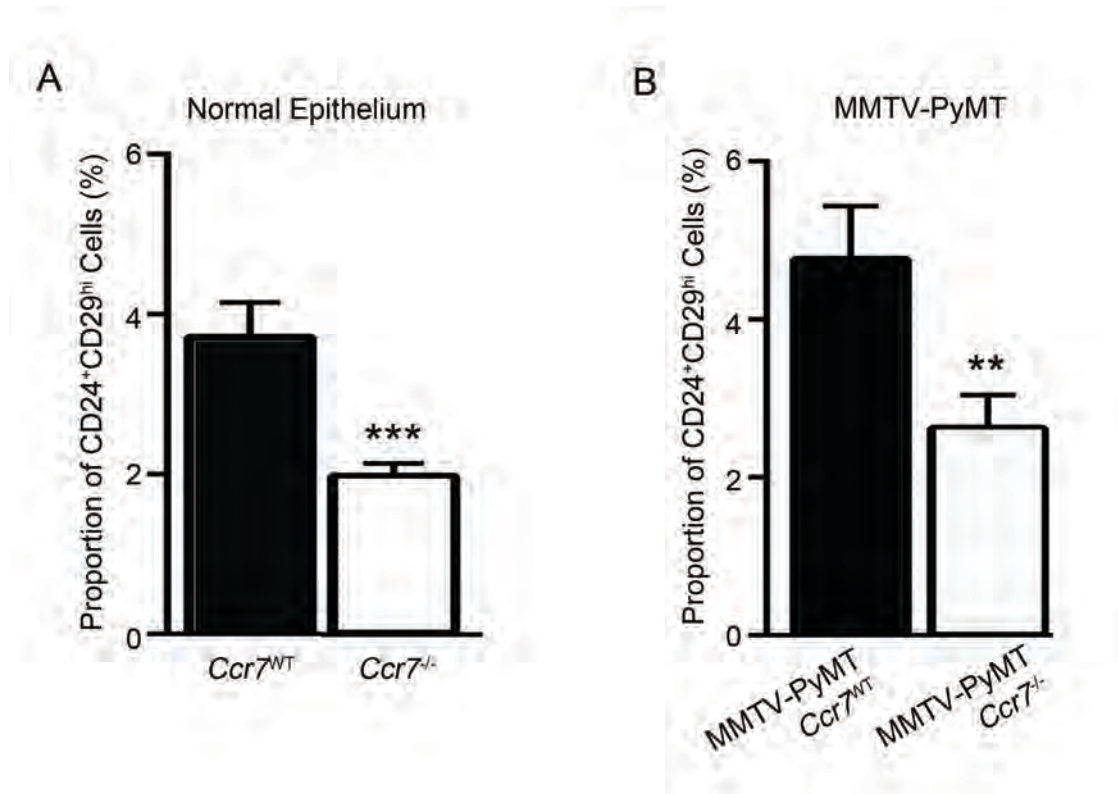 A
Normal Epithelium
Proportion of CD24⁺CD29ʰⁱ Cells (%)
6
4
2
0
***
Ccr7ᵂᵀ
Ccr7⁻/⁻
B
MMTV-PyMT
Proportion of CD24⁺CD29ʰⁱ Cells (%)
6
4
2
0
**
MMTV-PyMT
Ccr7ᵂᵀ
MMTV-PyMT
Ccr7⁻/⁻